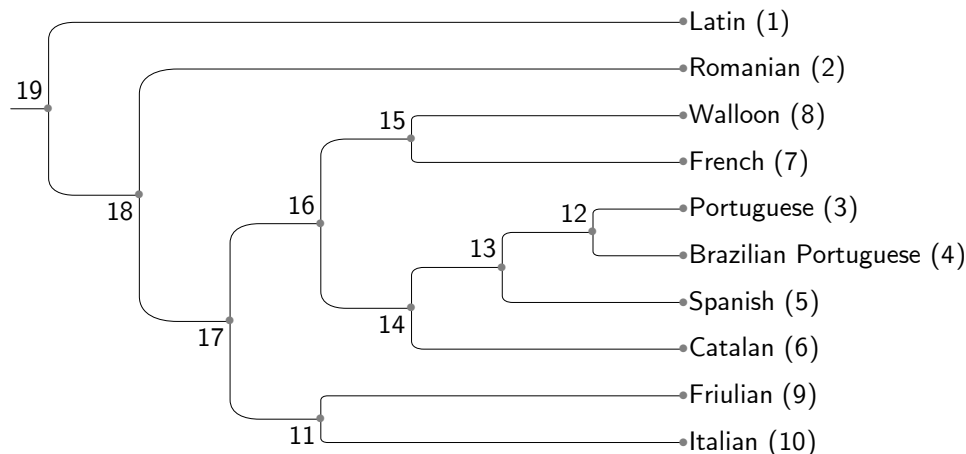 Latin (1)
Romanian (2)
19
Walloon (8)
15
French (7)
Portuguese (3)
16
12
18
Brazilian Portuguese (4)
13
Spanish (5)
14
17
Catalan (6)
Friulian (9)
11
Italian (10)